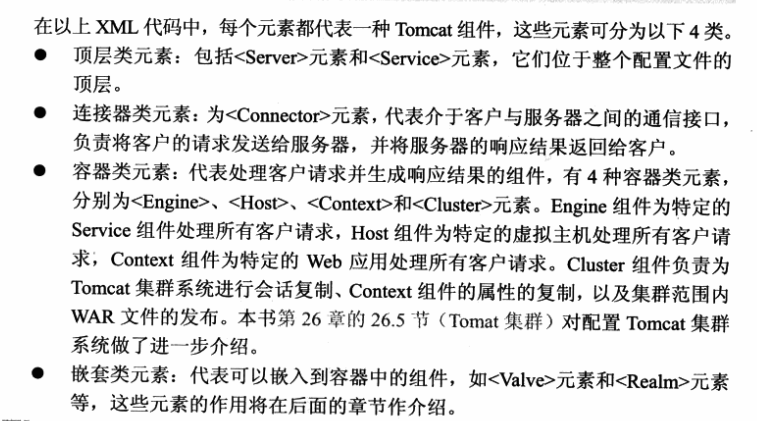 在以上 XML 代码中，每个元素都代表一种 Tomcat 组件，这些元素可分为以下 4 类。
● 顶层类元素：包括<Server>元素和<Service>元素，它们位于整个配置文件的
顶层。
● 连接器类元素：为<Connector>元素，代表介于客户与服务器之间的通信接口，
负责将客户的请求发送给服务器，并将服务器的响应结果返回给客户。
● 容器类元素：代表处理客户请求并生成响应结果的组件，有 4 种容器类元素，
分别为<Engine>、<Host>、<Context>和<Cluster>元素。Engine 组件为特定的
Service 组件处理所有客户请求，Host 组件为特定的虚拟主机处理所有客户请
求，Context 组件为特定的 Web 应用处理所有客户请求。Cluster 组件负责为
Tomcat 集群系统进行会话复制、Context 组件的属性的复制，以及集群范围内
WAR 文件的发布。本书第 26 章的 26.5 节（Tomat 集群）对配置 Tomcat 集群
系统做了进一步介绍。
● 嵌套类元素：代表可以嵌入到容器中的组件，如<Valve>元素和<Realm>元素
等，这些元素的作用将在后面的章节作介绍。